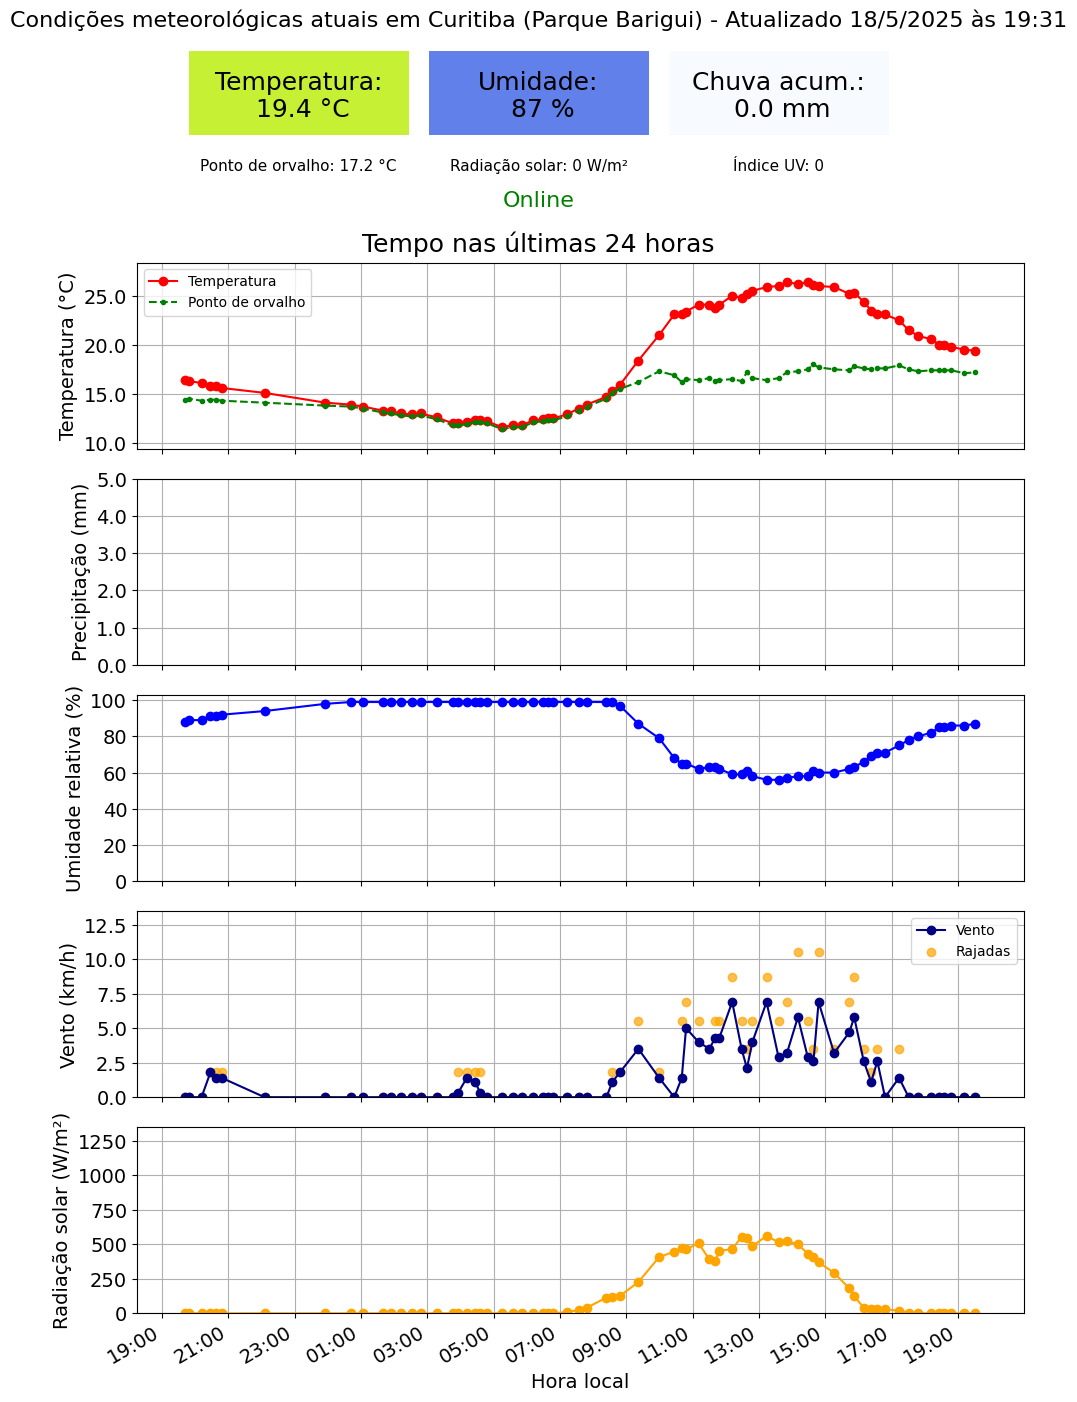 Condições meteorológicas atuais em Curitiba (Parque Barigui) - Atualizado 18/5/2025 às 19:31
Temperatura:
19.4 °C
Umidade:
87 %
Chuva acum.:
0.0 mm
Ponto de orvalho: 17.2 °C
Radiação solar: 0 W/m²
Índice UV: 0
Online
Tempo nas últimas 24 horas
Temperatura (°C)
25.0
20.0
15.0
10.0
Temperatura
Ponto de orvalho
Precipitação (mm)
5.0
4.0
3.0
2.0
1.0
0.0
Umidade relativa (%)
100
80
60
40
20
0
Vento (km/h)
12.5
10.0
7.5
5.0
2.5
0.0
Vento
Rajadas
Radiação solar (W/m²)
1250
1000
750
500
250
0
19:00 21:00 23:00 01:00 03:00 05:00 07:00 09:00 11:00 13:00 15:00 17:00 19:00
Hora local